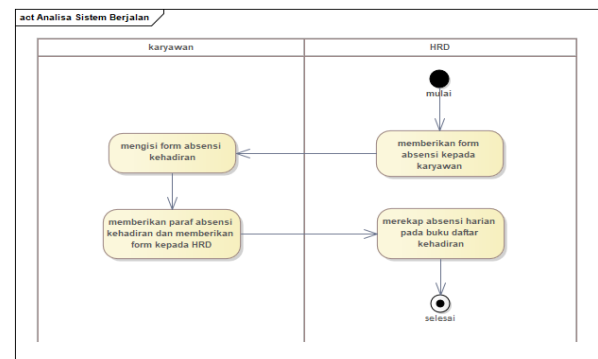 act Analisa Sistem Berjalan
karyawan
HRD
mulai
memberikan form
absensi kepada
karyawan
mengisi form absensi
kehadiran
memberikan paraf absensi
kehadiran dan memberikan
form kepada HRD
merekap absensi harian
pada buku daftar
kehadiran
selesai